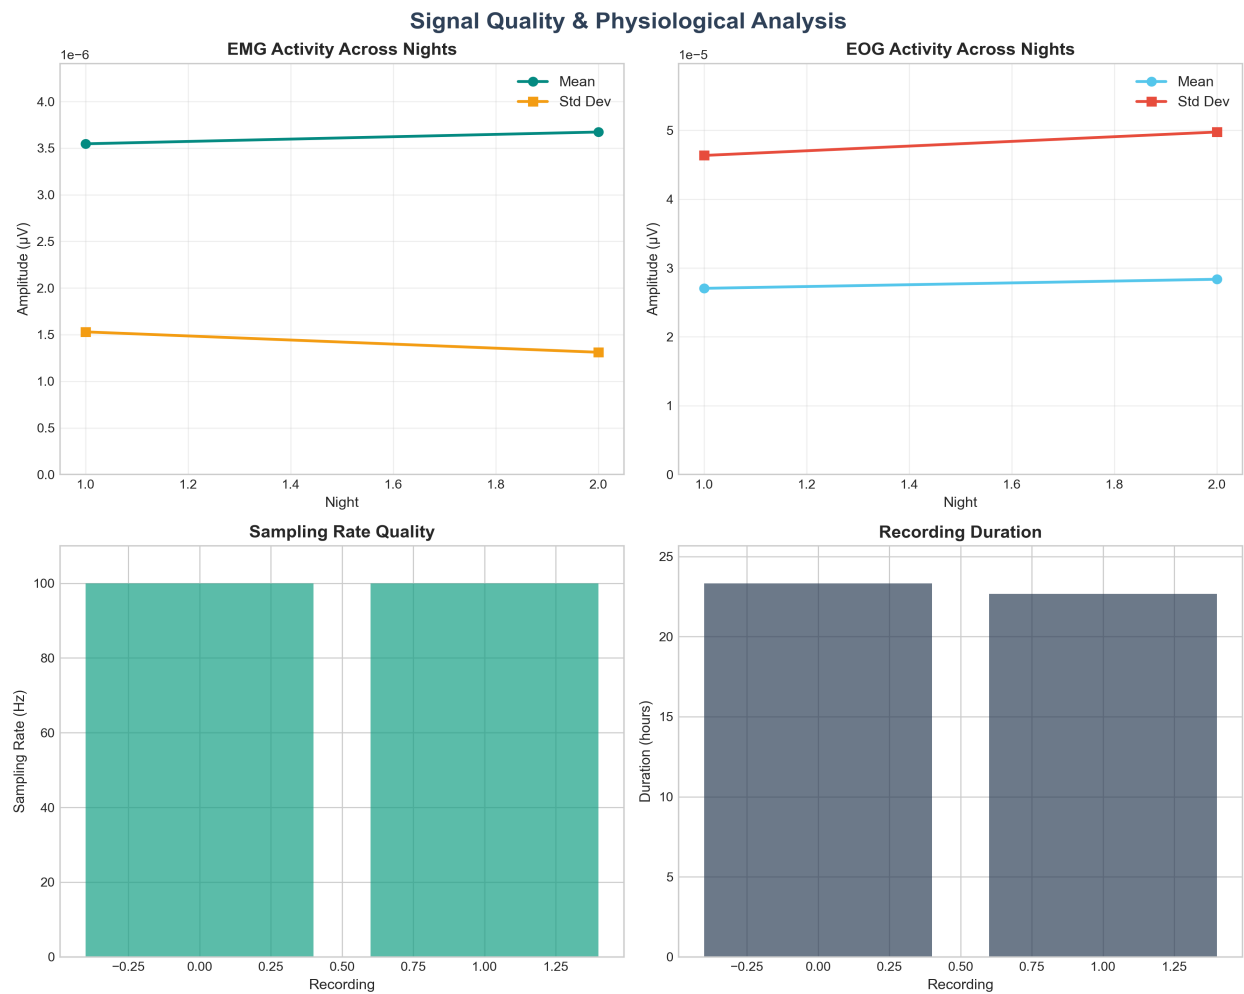 Signal Quality & Physiological Analysis
EMG Activity Across Nights
1e−6
Mean
Std Dev
4.0
3.5
3.0
2.5
2.0
1.5
1.0
0.5
0.0
Amplitude (μV)
1.0 1.2 1.4 1.6 1.8 2.0
Night
EOG Activity Across Nights
1e−5
Mean
Std Dev
5
4
3
2
1
0
Amplitude (μV)
1.0 1.2 1.4 1.6 1.8 2.0
Night
Sampling Rate Quality
100
80
60
40
20
0
Sampling Rate (Hz)
−0.25 0.00 0.25 0.50 0.75 1.00 1.25
Recording
Recording Duration
25
20
15
10
5
0
Duration (hours)
−0.25 0.00 0.25 0.50 0.75 1.00 1.25
Recording